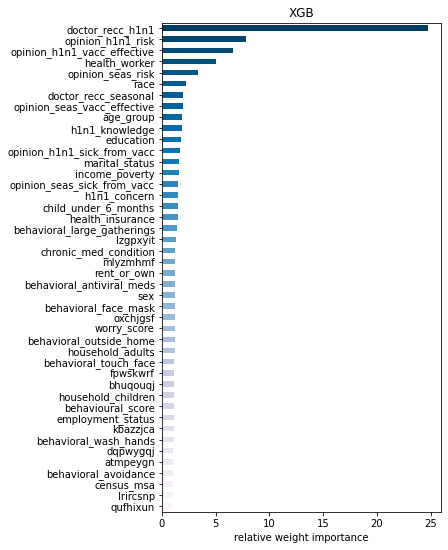 XGB
doctor_recc_h1n1
opinion_h1n1_risk
opinion_h1n1_vacc_effective
health_worker
opinion_seas_risk
race
doctor_recc_seasonal
opinion_seas_vacc_effective
age_group
h1n1_knowledge
education
opinion_h1n1_sick_from_vacc
marital_status
income_poverty
opinion_seas_sick_from_vacc
h1n1_concern
child_under_6_months
health_insurance
behavioral_large_gatherings
lzgpxyit
chronic_med_condition
mlyzmhmf
rent_or_own
behavioral_antiviral_meds
sex
behavioral_face_mask
oxchjgsf
worry_score
behavioral_outside_home
household_adults
behavioral_touch_face
fpwskwrf
bhuqouqj
household_children
behavioural_score
employment_status
kbazzjca
behavioral_wash_hands
dqpwygqj
atmpeygn
behavioral_avoidance
census_msa
lrircsnp
qufhixun
0 5 10 15 20 25
relative weight importance